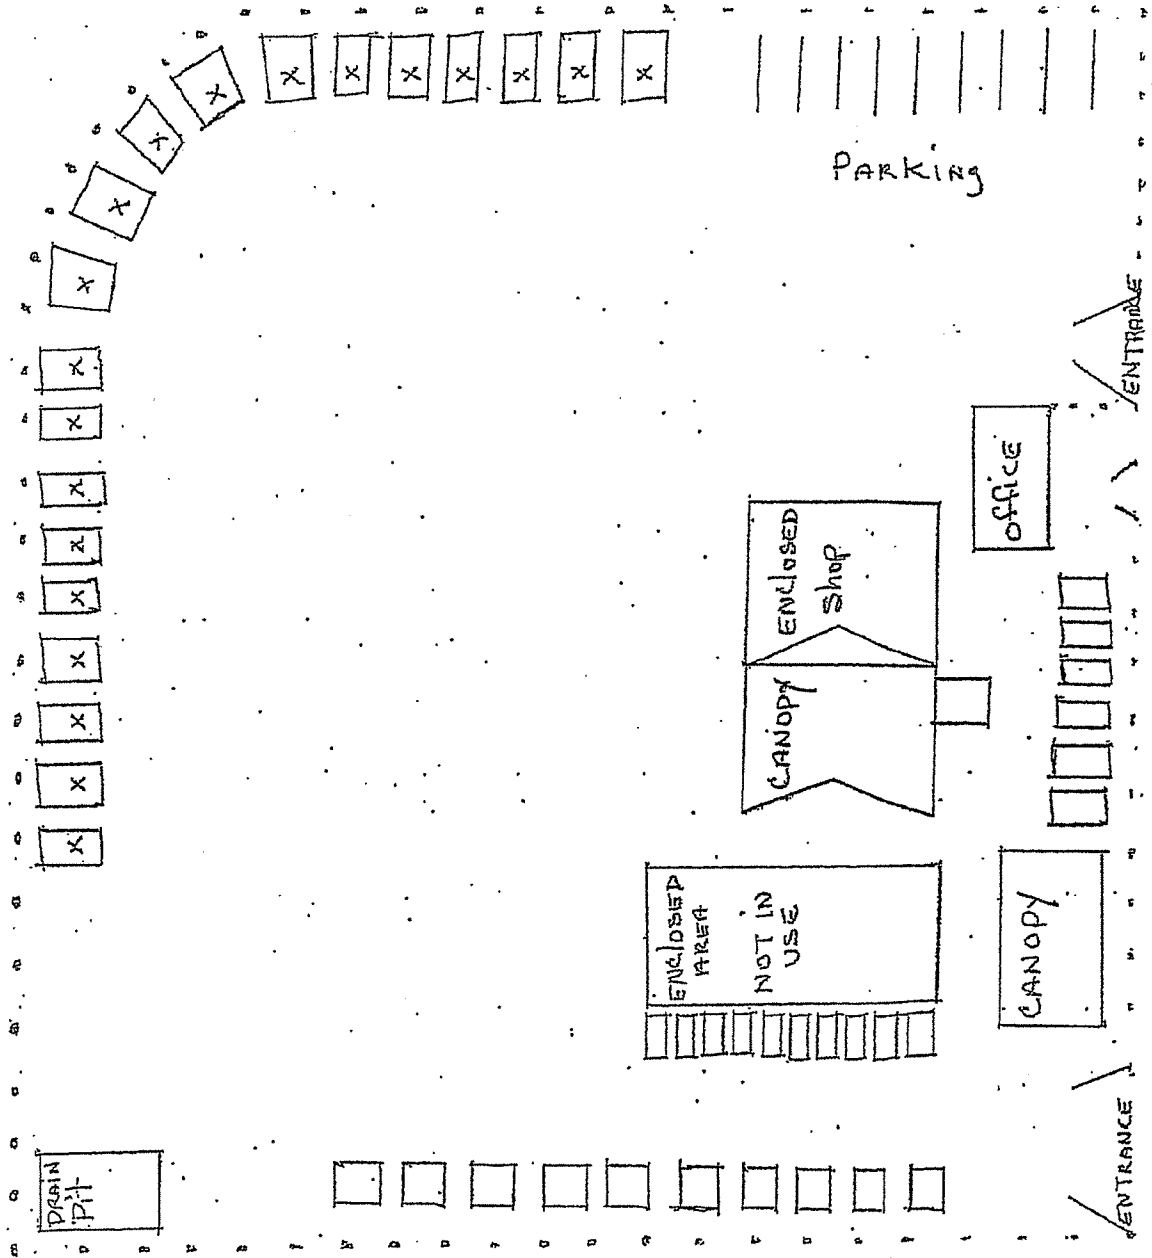 X X X X X X X
X
X
X
X
PARKING
ENTRANCE
X
X
X
X
X
X
X
X
X
OFFICE
ENCLOSED
Shop
CANOPY
ENCLOSED
AREA
NOT IN
USE
CANOPY
ENTRANCE
DRAIN
Pit